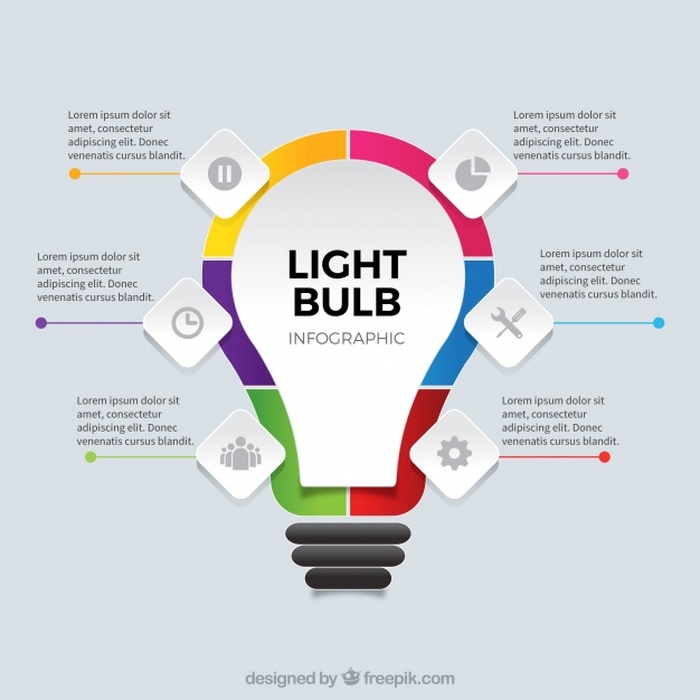 Lorem ipsum dolor sit
amet, consectetur
adipiscing elit. Donec
venenatis cursus blandit.
Lorem ipsum dolor sit
amet, consectetur
adipiscing elit. Donec
venenatis cursus blandit.
LIGHT
BULB
INFOGRAPHIC
Lorem ipsum dolor sit
amet, consectetur
adipiscing elit. Donec
venenatis cursus blandit.
Lorem ipsum dolor sit
amet, consectetur
adipiscing elit. Donec
venenatis cursus blandit.
Lorem ipsum dolor sit
amet, consectetur
adipiscing elit. Donec
venenatis cursus blandit.
Lorem ipsum dolor sit
amet, consectetur
adipiscing elit. Donec
venenatis cursus blandit.
designed by freepik.com